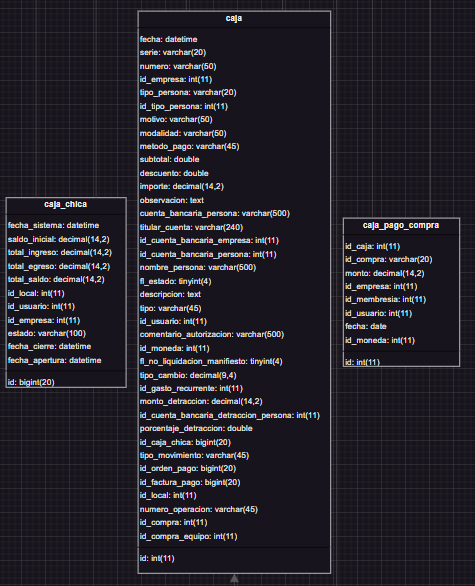 caja
fecha: datetime
serie: varchar(20)
numero: varchar(50)
id_empresa: int(11)
tipo_persona: varchar(20)
id_tipo_persona: int(11)
motivo: varchar(50)
modalidad: varchar(50)
metodo_pago: varchar(45)
subtotal: double
descuento: double
importe: decimal(14,2)
observacion: text
cuenta_bancaria_persona: varchar(500)
titular_cuenta: varchar(240)
id_cuenta_bancaria_empresa: int(11)
id_cuenta_bancaria_persona: int(11)
nombre_persona: varchar(500)
fl_estado: tinyint(4)
descripcion: text
tipo: varchar(45)
id_usuario: int(11)
comentario_autorizacion: varchar(500)
id_moneda: int(11)
fl_no_liquidacion_manifiesto: tinyint(4)
tipo_cambio: decimal(9,4)
id_gasto_recurrente: int(11)
monto_detraccion: decimal(14,2)
id_cuenta_bancaria_detraccion_persona: int(11)
porcentaje_detraccion: double
id_caja_chica: bigint(20)
tipo_movimiento: varchar(45)
id_orden_pago: bigint(20)
id_factura_pago: bigint(20)
id_local: int(11)
numero_operacion: varchar(45)
id_compra: int(11)
id_compra_equipo: int(11)
id: int(11)
caja_chica
fecha_sistema: datetime
saldo_inicial: decimal(14,2)
total_ingreso: decimal(14,2)
total_egreso: decimal(14,2)
total_saldo: decimal(14,2)
id_local: int(11)
id_usuario: int(11)
id_empresa: int(11)
estado: varchar(100)
fecha_cierre: datetime
fecha_apertura: datetime
id: bigint(20)
caja_pago_compra
id_caja: int(11)
id_compra: varchar(20)
monto: decimal(14,2)
id_empresa: int(11)
id_membresia: int(11)
id_usuario: int(11)
fecha: date
id_moneda: int(11)
id: int(11)